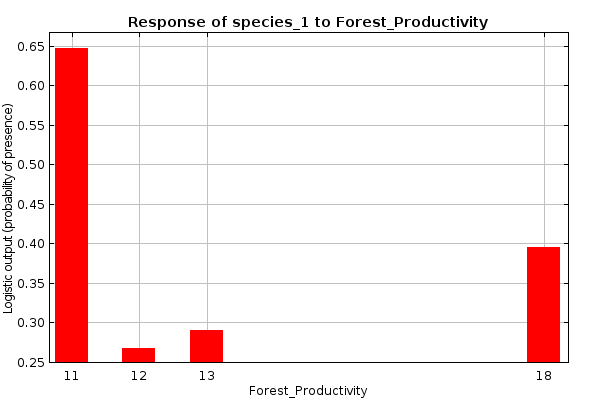 Response of species_1 to Forest_Productivity
Logistic output (probability of presence)
0.65
0.60
0.55
0.50
0.45
0.40
0.35
0.30
0.25
11 12 13 18
Forest_Productivity